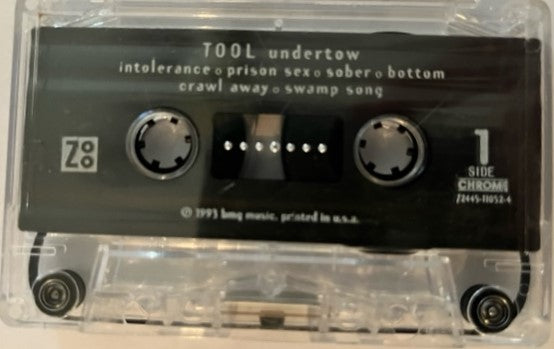 TOOL undertow
intolerance o prison sex o sober o bottom
crawl away o swamp song
ZOO
1
SIDE
CHROME
72445-11052-4
℗ 1993 bmg music. printed in u.s.a.